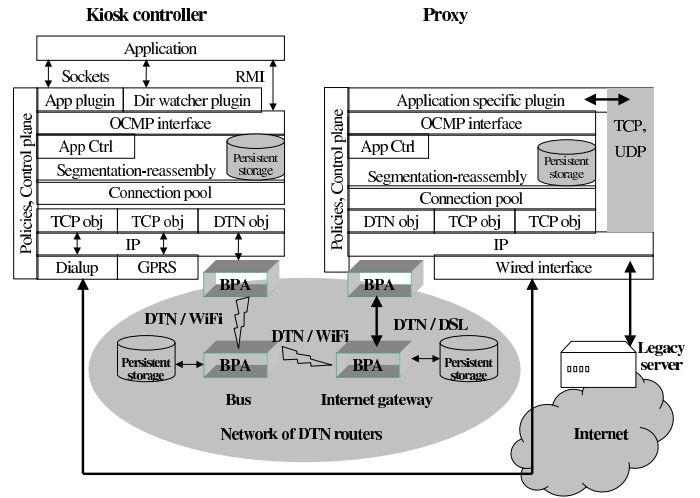 Kiosk controller
Proxy
Application
Sockets
RMI
Policies, Control plane
App plugin
Dir watcher plugin
OCMP interface
App Ctrl
Segmentation-reassembly
Persistent
storage
Connection pool
TCP obj
TCP obj
DTN obj
IP
Dialup
GPRS
BPA
Policies, Control plane
Application specific plugin
TCP,
UDP
OCMP interface
App Ctrl
Segmentation-reassembly
Persistent
storage
Connection pool
DTN obj
TCP obj
TCP obj
IP
Wired interface
BPA
DTN / WiFi
DTN / WiFi
DTN / DSL
Persistent
storage
BPA
BPA
Persistent
storage
Bus
Internet gateway
Network of DTN routers
Legacy
server
Internet